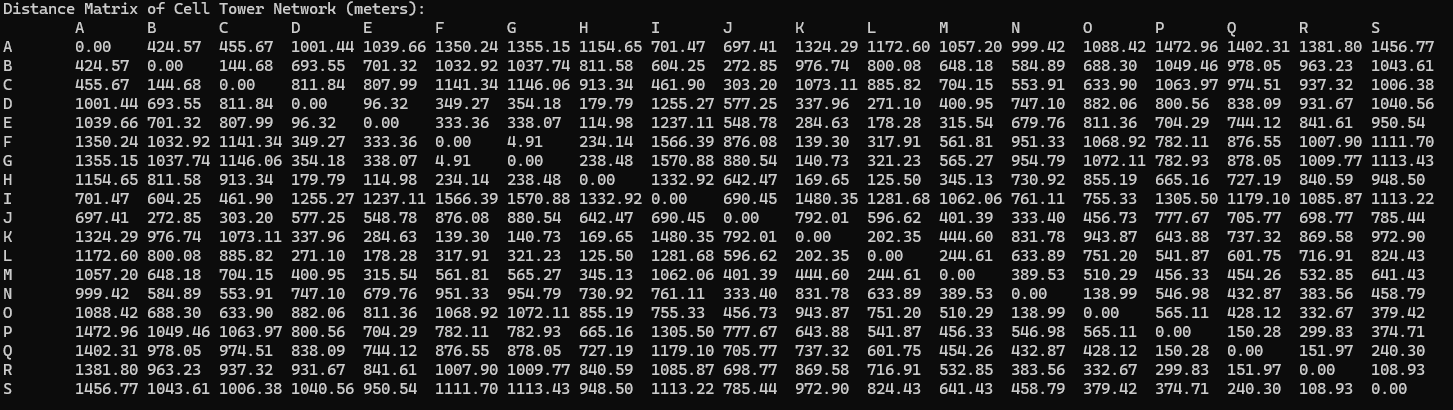 Distance Matrix of Cell Tower Network (meters):
A B C D E F G H I J K L M N O P Q R S
A 0.00 424.57 455.67 1001.44 1039.66 1350.24 1355.15 1154.65 701.47 697.41 1324.29 1172.60 1057.20 999.42 1088.42 1472.96 1402.31 1381.80 1456.77
B 424.57 0.00 144.68 693.55 701.32 1032.92 1037.74 811.58 604.25 272.85 976.74 800.08 648.18 584.89 688.30 1049.46 978.05 963.23 1043.61
C 455.67 144.68 0.00 811.84 807.99 1141.34 1146.06 913.34 461.90 303.20 1073.11 885.82 704.15 553.91 633.90 1063.97 974.51 937.32 1006.38
D 1001.44 693.55 811.84 0.00 96.32 349.27 354.18 179.79 1255.27 577.25 337.96 271.10 400.95 747.10 882.06 800.56 838.09 931.67 1040.56
E 1039.66 701.32 807.99 96.32 0.00 333.36 338.07 114.98 1237.11 548.78 284.63 178.28 315.54 679.76 811.36 704.29 744.12 841.61 950.54
F 1350.24 1032.92 1141.34 349.27 333.36 0.00 4.91 234.14 1566.39 876.08 139.30 317.91 561.81 951.33 1068.92 782.11 876.55 1007.90 1111.70
G 1355.15 1037.74 1146.06 354.18 338.07 4.91 0.00 238.48 1570.88 880.54 140.73 321.23 565.27 954.79 1072.11 782.93 878.05 1009.77 1113.43
H 1154.65 811.58 913.34 179.79 114.98 234.14 238.48 0.00 1332.92 642.47 169.65 125.50 345.13 730.92 855.19 665.16 727.19 840.59 948.50
I 701.47 604.25 461.90 1255.27 1237.11 1566.39 1570.88 1332.92 0.00 690.45 1480.35 1281.68 1062.06 761.11 755.33 1305.50 1179.10 1085.87 1113.22
J 697.41 272.85 303.20 577.25 548.78 876.08 880.54 642.47 690.45 0.00 792.01 596.62 401.39 333.40 456.73 777.67 705.77 698.77 785.44
K 1324.29 976.74 1073.11 337.96 284.63 139.30 140.73 169.65 1480.35 792.01 0.00 202.35 444.60 831.78 943.87 643.88 737.32 869.58 972.90
L 1172.60 800.08 885.82 271.10 178.28 317.91 321.23 125.50 1281.68 596.62 202.35 0.00 244.61 633.89 751.20 541.87 601.75 716.91 824.43
M 1057.20 648.18 704.15 400.95 315.54 561.81 565.27 345.13 1062.06 401.39 444.60 244.61 0.00 389.53 510.29 456.33 454.26 532.85 641.43
N 999.42 584.89 553.91 747.10 679.76 951.33 954.79 730.92 761.11 333.40 831.78 633.89 389.53 0.00 138.99 546.98 432.87 383.56 458.79
O 1088.42 688.30 633.90 882.06 811.36 1068.92 1072.11 855.19 755.33 456.73 943.87 751.20 510.29 138.99 0.00 565.11 428.12 332.67 379.42
P 1472.96 1049.46 1063.97 800.56 704.29 782.11 782.93 665.16 1305.50 777.67 643.88 541.87 456.33 546.98 565.11 0.00 150.28 299.83 374.71
Q 1402.31 978.05 974.51 838.09 744.12 876.55 878.05 727.19 1179.10 705.77 737.32 601.75 454.26 432.87 428.12 150.28 0.00 151.97 240.30
R 1381.80 963.23 937.32 931.67 841.61 1007.90 1009.77 840.59 1085.87 698.77 869.58 716.91 532.85 383.56 332.67 299.83 151.97 0.00 108.93
S 1456.77 1043.61 1006.38 1040.56 950.54 1111.70 1113.43 948.50 1113.22 785.44 972.90 824.43 641.43 458.79 379.42 374.71 240.30 108.93 0.00